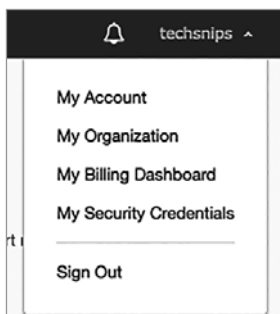 techsnips
My Account
My Organization
My Billing Dashboard
My Security Credentials
Sign Out